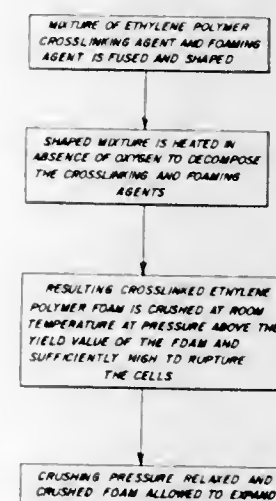 MIXTURE OF ETHYLENE POLYMER
CROSSLINKING AGENT AND FOAMING
AGENT IS FUSED AND SHAPED
SHAPED MIXTURE IS HEATED IN
ABSENCE OF OXYGEN TO DECOMPOSE
THE CROSSLINKING AND FOAMING
AGENTS
RESULTING CROSSLINKED ETHYLENE
POLYMER FOAM IS CRUSHED AT ROOM
TEMPERATURE AT PRESSURE ABOVE THE
YIELD VALUE OF THE FOAM AND
SUFFICIENTLY HIGH TO RUPTURE
THE CELLS
CRUSHING PRESSURE RELAXED AND
CRUSHED FOAM ALLOWED TO EXPAND